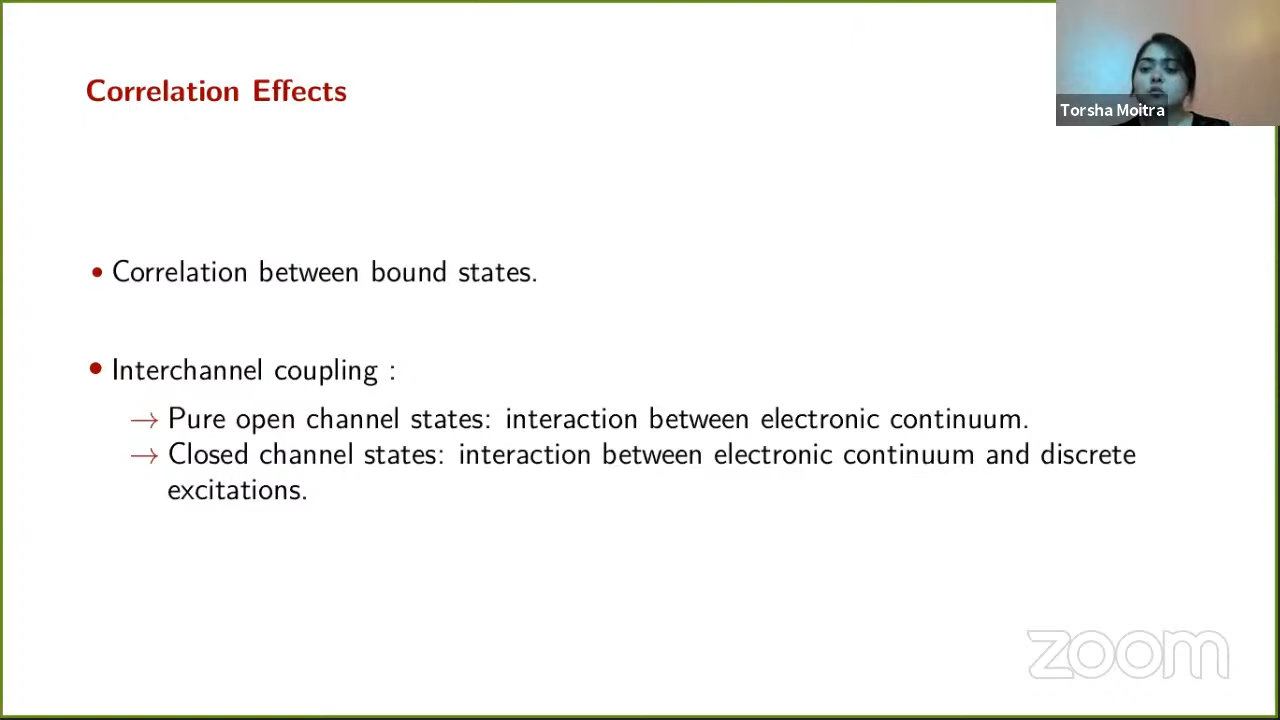 Correlation Effects
Torsha Moitra
• Correlation between bound states.
• Interchannel coupling :
→ Pure open channel states: interaction between electronic continuum.
→ Closed channel states: interaction between electronic continuum and discrete
excitations.
zoom